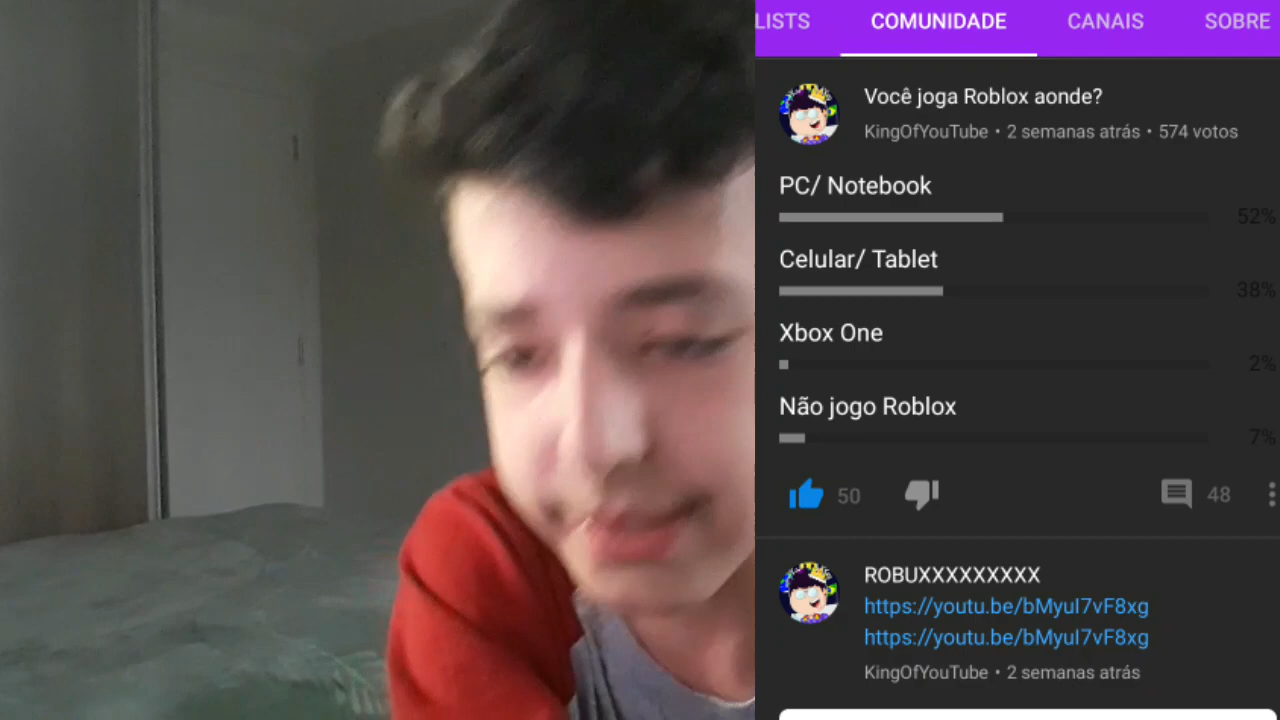 LISTS COMUNIDADE CANAIS SOBRE
Você joga Roblox aonde?
KingOfYouTube • 2 semanas atrás • 574 votos
PC/ Notebook
52%
Celular/ Tablet
38%
Xbox One
2%
Não jogo Roblox
7%
50 48
ROBUXXXXXXXXX
https://youtu.be/bMyuI7vF8xg
https://youtu.be/bMyuI7vF8xg
KingOfYouTube • 2 semanas atrás